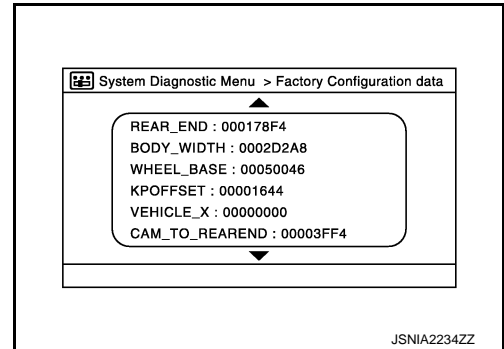 System Diagnostic Menu > Factory Configuration data
REAR_END : 000178F4
BODY_WIDTH : 0002D2A8
WHEEL_BASE : 00050046
KPOFFSET : 00001644
VEHICLE_X : 00000000
CAM_TO_REAREND : 00003FF4
JSNIA2234ZZ